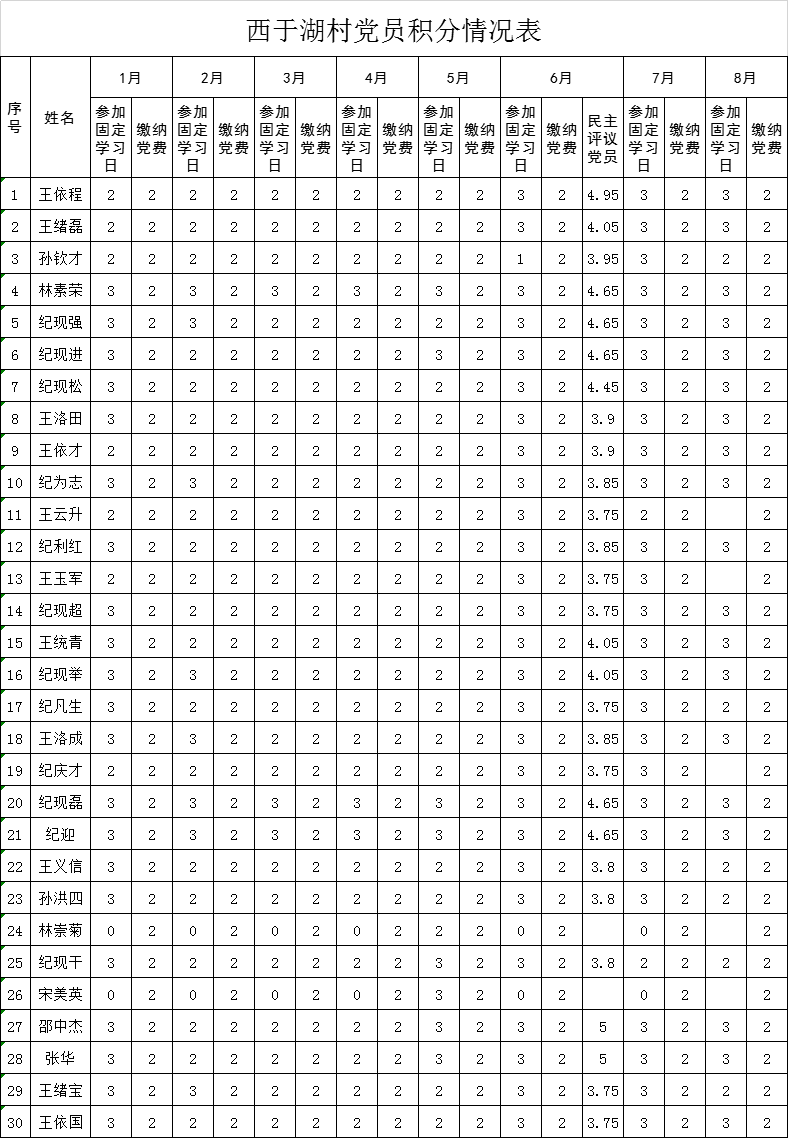 西于湖村党员积分情况表
序号 姓名 1月 2月 3月 4月 5月 6月 7月 8月
参加固定学习日 缴纳党费 参加固定学习日 缴纳党费 参加固定学习日 缴纳党费 参加固定学习日 缴纳党费 参加固定学习日 缴纳党费 参加固定学习日 缴纳党费 民主评议党员 参加固定学习日 缴纳党费 参加固定学习日 缴纳党费
1 王依程 2 2 2 2 2 2 2 2 2 2 3 2 4.95 3 2 3 2
2 王绪磊 2 2 2 2 2 2 2 2 2 2 3 2 4.05 3 2 3 2
3 孙钦才 2 2 2 2 2 2 2 2 2 2 1 2 3.95 3 2 2 2
4 林素荣 3 2 3 2 3 2 3 2 3 2 3 2 4.65 3 2 3 2
5 纪现强 3 2 3 2 2 2 2 2 2 2 3 2 4.65 3 2 3 2
6 纪现进 3 2 2 2 2 2 2 2 3 2 3 2 4.65 3 2 3 2
7 纪现松 3 2 2 2 2 2 2 2 2 2 3 2 4.45 3 2 3 2
8 王洛田 3 2 2 2 2 2 2 2 2 2 3 2 3.9 3 2 3 2
9 王依才 2 2 2 2 2 2 2 2 2 2 3 2 3.9 3 2 3 2
10 纪为志 3 2 3 2 2 2 2 2 2 2 3 2 3.85 3 2 3 2
11 王云升 2 2 2 2 2 2 2 2 2 2 3 2 3.75 2 2 2
12 纪利红 3 2 2 2 2 2 2 2 2 2 3 2 3.85 3 2 3 2
13 王玉军 2 2 2 2 2 2 2 2 2 2 3 2 3.75 3 2 2
14 纪现超 3 2 2 2 2 2 2 2 2 2 3 2 3.75 3 2 3 2
15 王统青 3 2 2 2 2 2 2 2 2 2 3 2 4.05 3 2 3 2
16 纪现举 3 2 3 2 2 2 2 2 2 2 3 2 4.05 3 2 3 2
17 纪凡生 3 2 2 2 2 2 2 2 2 2 3 2 3.75 3 2 2 2
18 王洛成 3 2 3 2 2 2 2 2 2 2 3 2 3.85 3 2 3 2
19 纪庆才 2 2 2 2 2 2 2 2 2 2 3 2 3.75 3 2 2
20 纪现磊 3 2 3 2 3 2 3 2 3 2 3 2 4.65 3 2 3 2
21 纪迎 3 2 3 2 3 2 3 2 3 2 3 2 4.65 3 2 3 2
22 王义信 3 2 2 2 2 2 2 2 2 2 3 2 3.8 3 2 2 2
23 孙洪四 3 2 2 2 2 2 2 2 2 2 3 2 3.8 3 2 2 2
24 林崇菊 0 2 0 2 0 2 0 2 2 2 0 2 0 2 2
25 纪现干 3 2 2 2 2 2 2 2 3 2 3 2 3.8 2 2 2 2
26 宋美英 0 2 0 2 0 2 0 2 3 2 0 2 0 2 2
27 邵中杰 3 2 2 2 2 2 2 2 3 2 3 2 5 3 2 3 2
28 张华 3 2 2 2 2 2 2 2 3 2 3 2 5 3 2 3 2
29 王绪宝 3 2 3 2 2 2 2 2 2 2 3 2 3.75 3 2 2 2
30 王依国 3 2 2 2 2 2 2 2 2 2 3 2 3.75 3 2 3 2